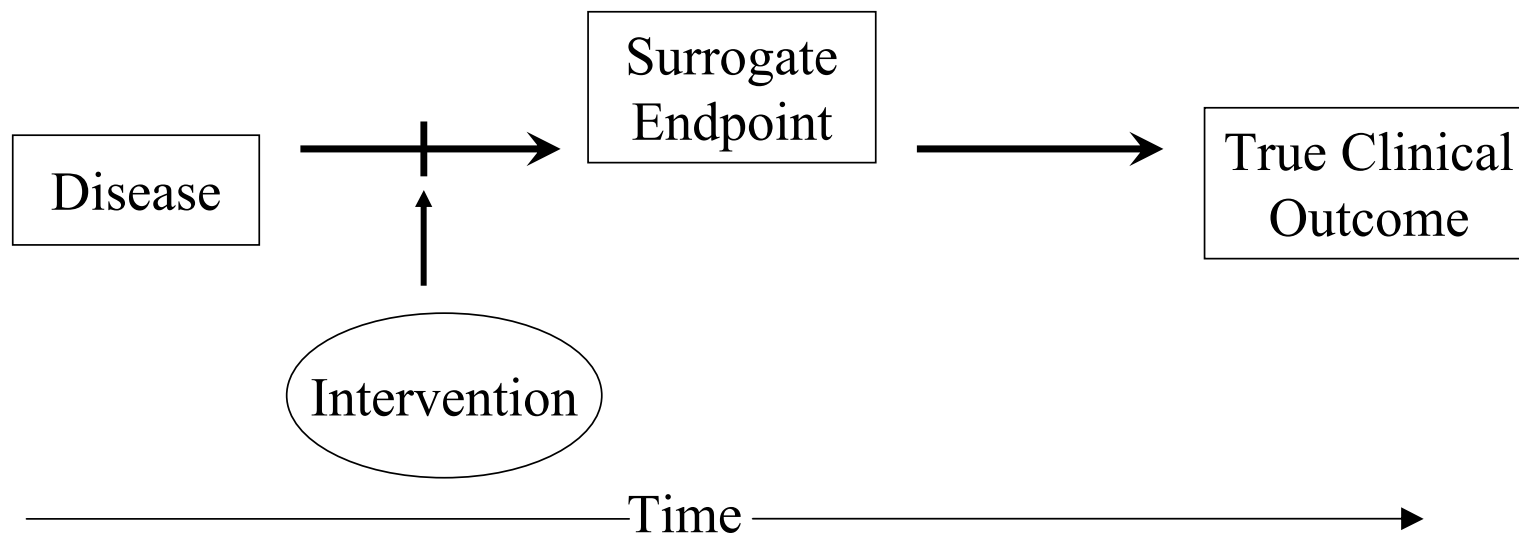 Surrogate
Endpoint
Disease
True Clinical
Outcome
Intervention
Time